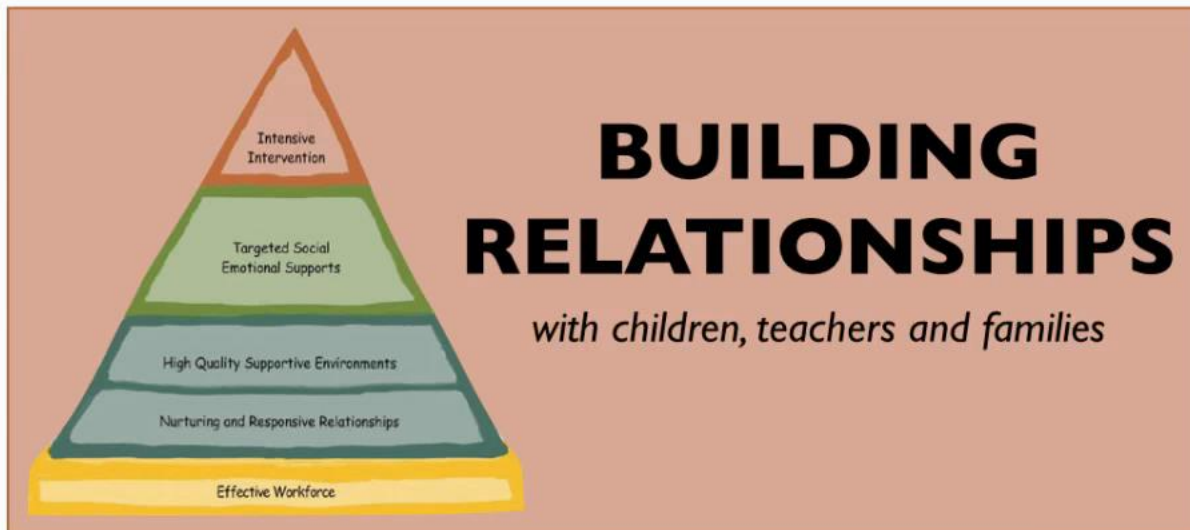 Intensive
Intervention
Targeted Social
Emotional Supports
High Quality Supportive Environments
Nurturing and Responsive Relationships
Effective Workforce
BUILDING
RELATIONSHIPS
with children, teachers and families